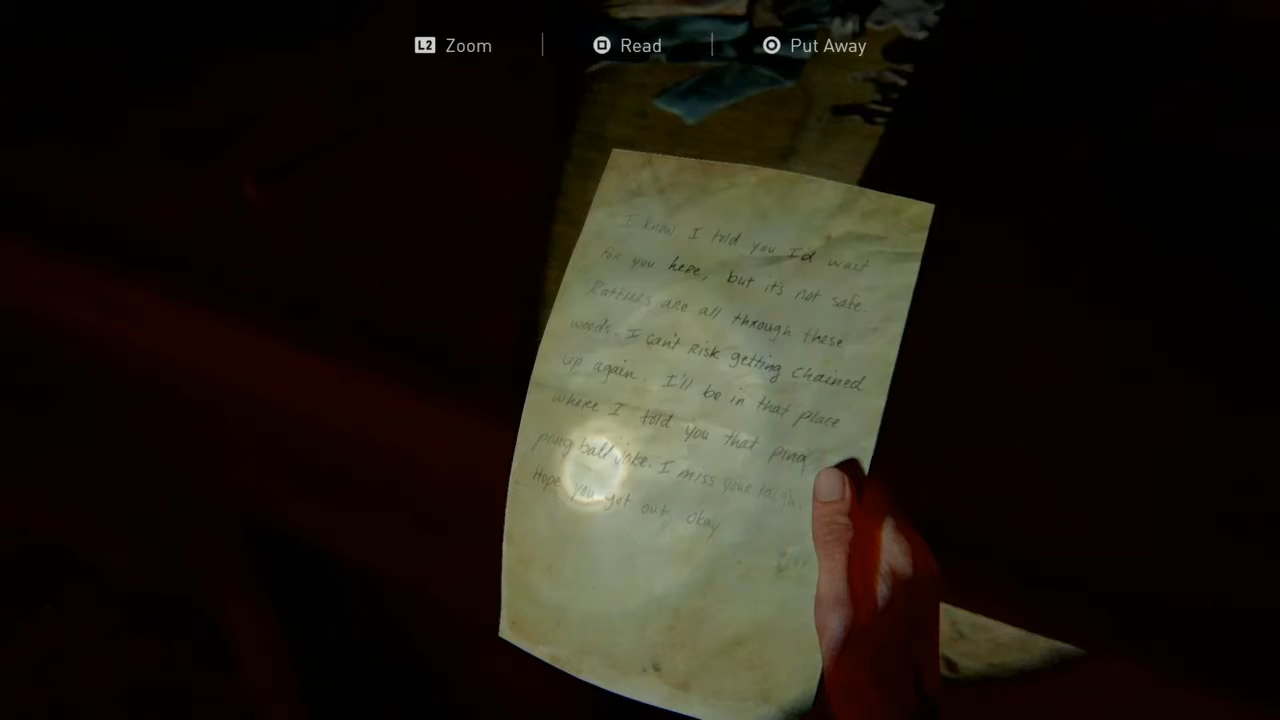 L2 Zoom
Read
Put Away
I know I told you I'd wait
for you here, but it's not safe.
Rattlers are all through these
woods. I can't risk getting chained
up again. I'll be in that place
where I told you that ping
pong ball joke. I miss your laugh.
Hope you got out okay